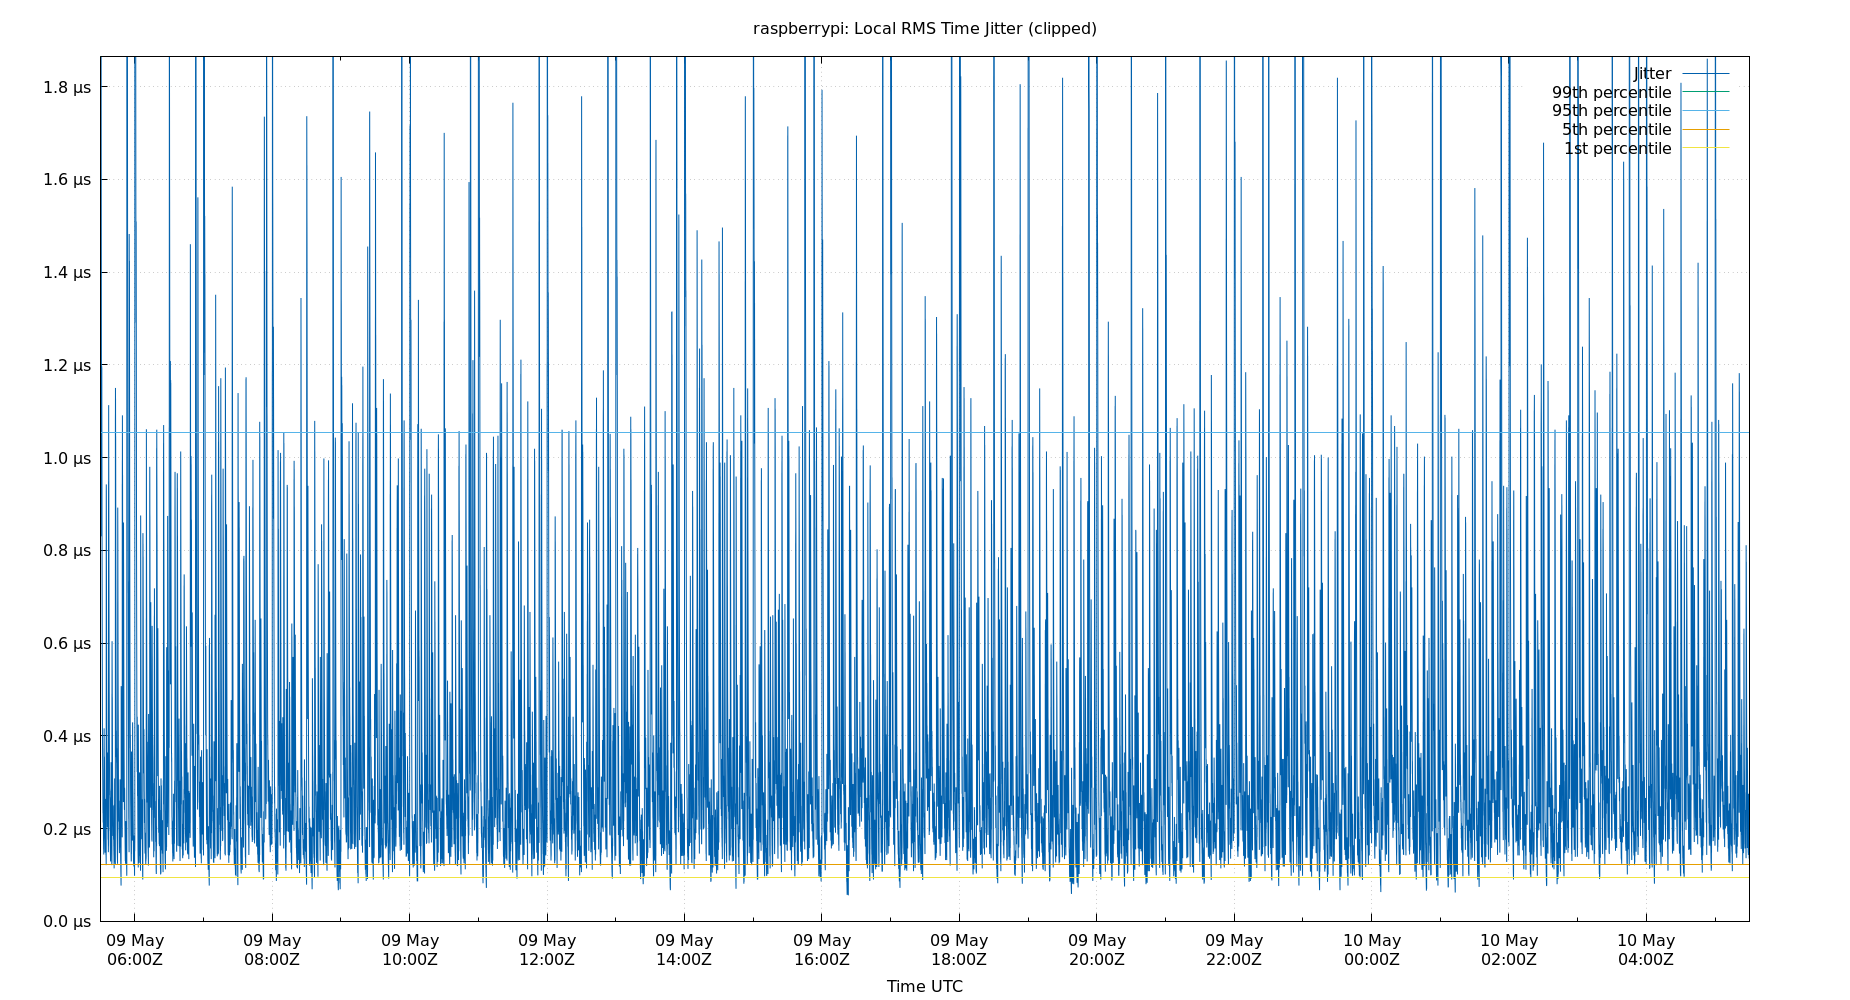 raspberrypi: Local RMS Time Jitter (clipped)
1.8 µs
1.6 µs
1.4 µs
1.2 µs
1.0 µs
0.8 µs
0.6 µs
0.4 µs
0.2 µs
0.0 µs
Jitter
99th percentile
95th percentile
5th percentile
1st percentile
09 May 09 May 09 May 09 May 09 May 09 May 09 May 09 May 09 May 10 May 10 May 10 May
06:00Z 08:00Z 10:00Z 12:00Z 14:00Z 16:00Z 18:00Z 20:00Z 22:00Z 00:00Z 02:00Z 04:00Z
Time UTC